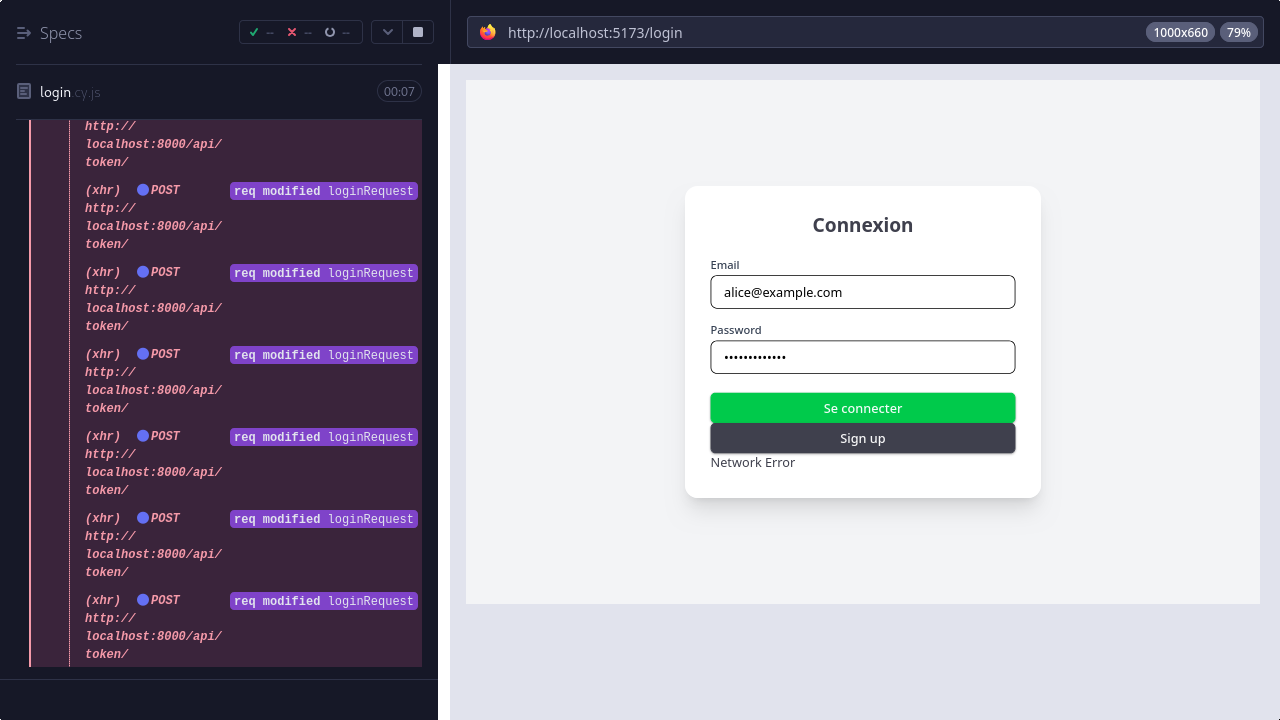 Specs
--
--
--
http://localhost:5173/login
1000x660
79%
login.cy.js
00:07
http://
localhost:8000/api/
token/
(xhr) POST req modified loginRequest
http://
localhost:8000/api/
token/
(xhr) POST req modified loginRequest
http://
localhost:8000/api/
token/
(xhr) POST req modified loginRequest
http://
localhost:8000/api/
token/
(xhr) POST req modified loginRequest
http://
localhost:8000/api/
token/
(xhr) POST req modified loginRequest
http://
localhost:8000/api/
token/
(xhr) POST req modified loginRequest
http://
localhost:8000/api/
token/
Connexion
Email
alice@example.com
Password
•••••••••••••
Se connecter
Sign up
Network Error